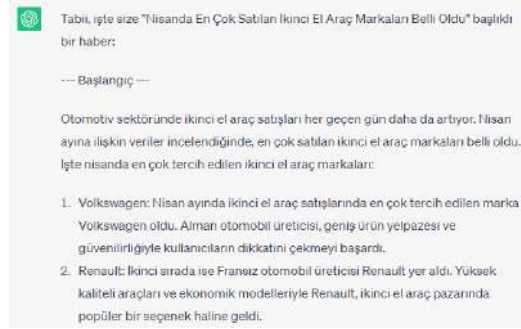 Tabii, işte size "Nisanda En Çok Satılan İkinci El Araç Markaları Belli Oldu" başlıklı
bir haber:
--- Başlangıç ---
Otomotiv sektöründe ikinci el araç satışları her geçen gün daha da artıyor. Nisan
ayına ilişkin veriler incelendiğinde, en çok satılan ikinci el araç markaları belli oldu.
İşte nisanda en çok tercih edilen ikinci el araç markaları:
1. Volkswagen: Nisan ayında ikinci el araç satışlarında en çok tercih edilen marka
Volkswagen oldu. Alman otomobil üreticisi, geniş ürün yelpazesi ve
güvenilirliğiyle kullanıcıların dikkatini çekmeyi başardı.
2. Renault: İkinci sırada ise Fransız otomobil üreticisi Renault yer aldı. Yüksek
kaliteli araçları ve ekonomik modelleriyle Renault, ikinci el araç pazarında
popüler bir seçenek haline geldi.